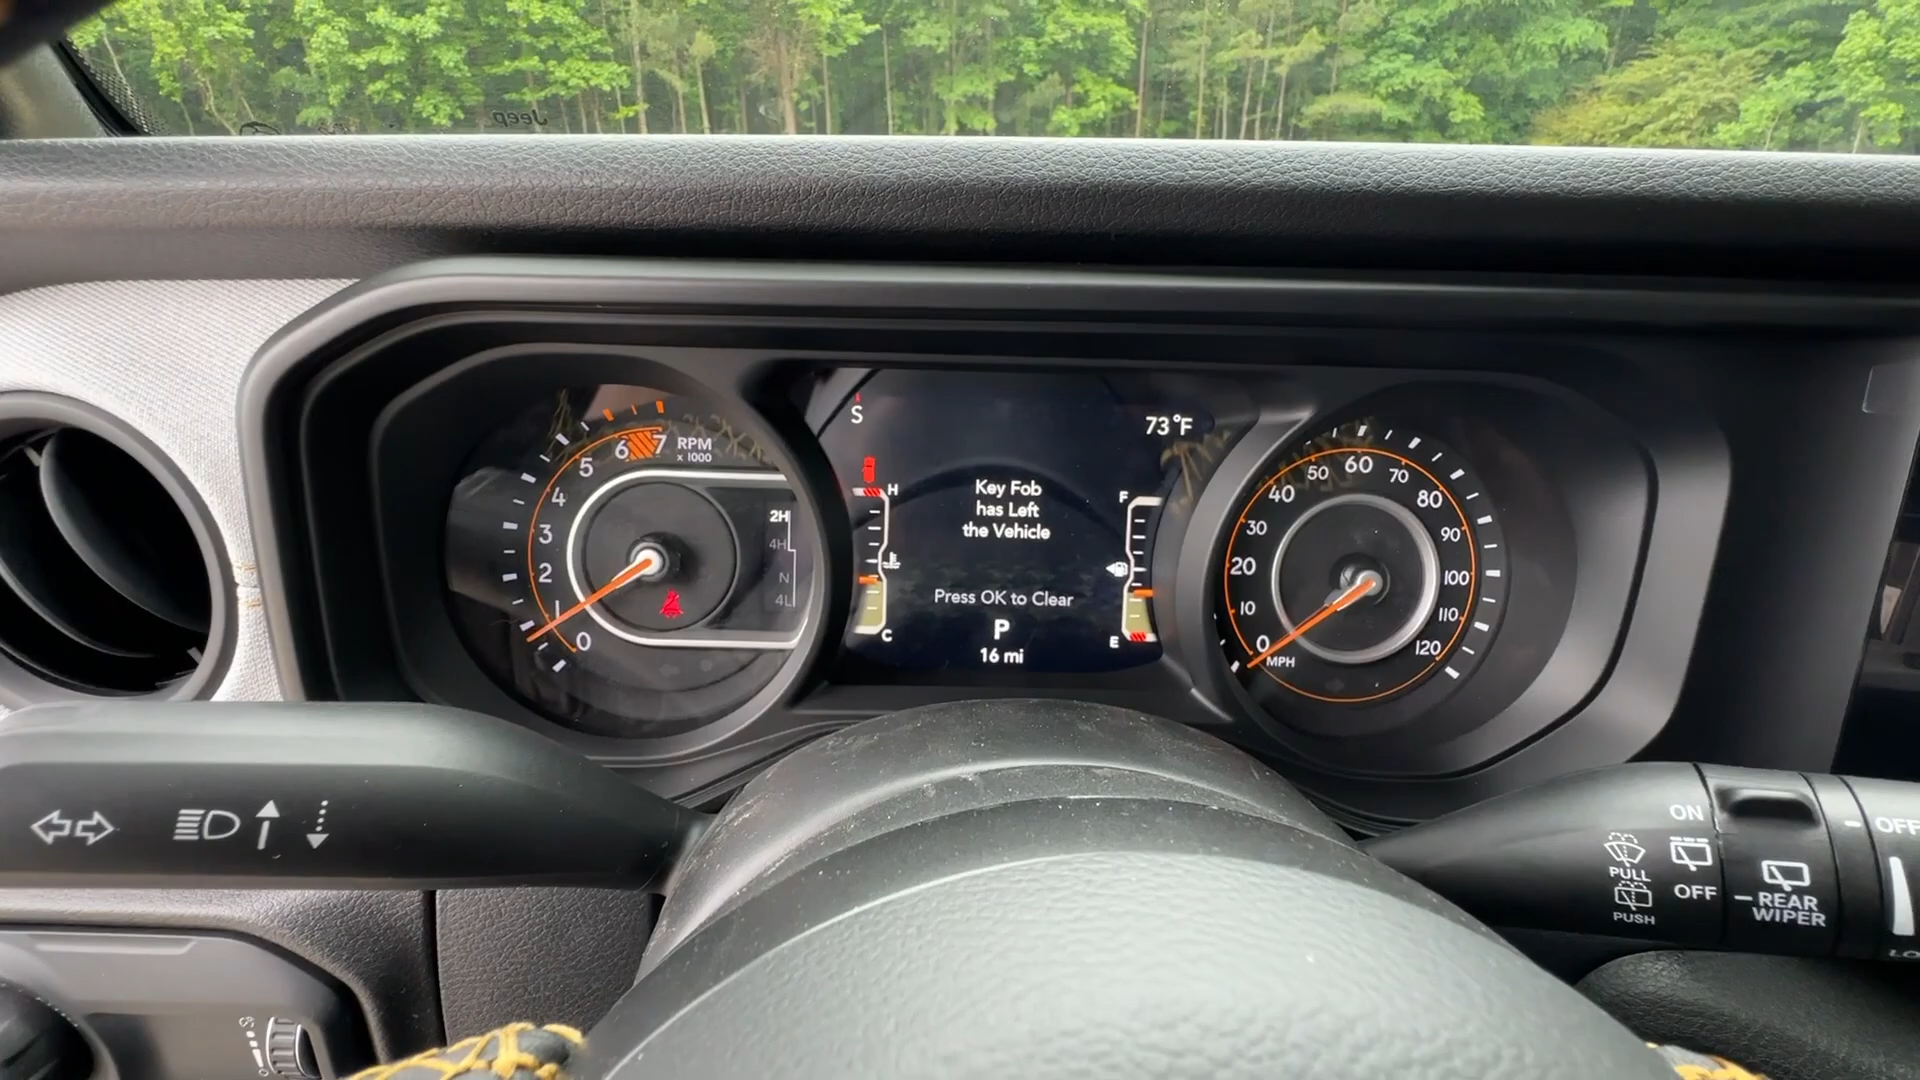 Jeep
RPM
x 1000
0
1
2
3
4
5
6
7
2H
4H
N
4L
S
73°F
H
C
Key Fob
has Left
the Vehicle
Press OK to Clear
P
16 mi
F
E
0
10
20
30
40
50
60
70
80
90
100
110
120
MPH
ON
OFF
PULL
PUSH
REAR
WIPER
OFF